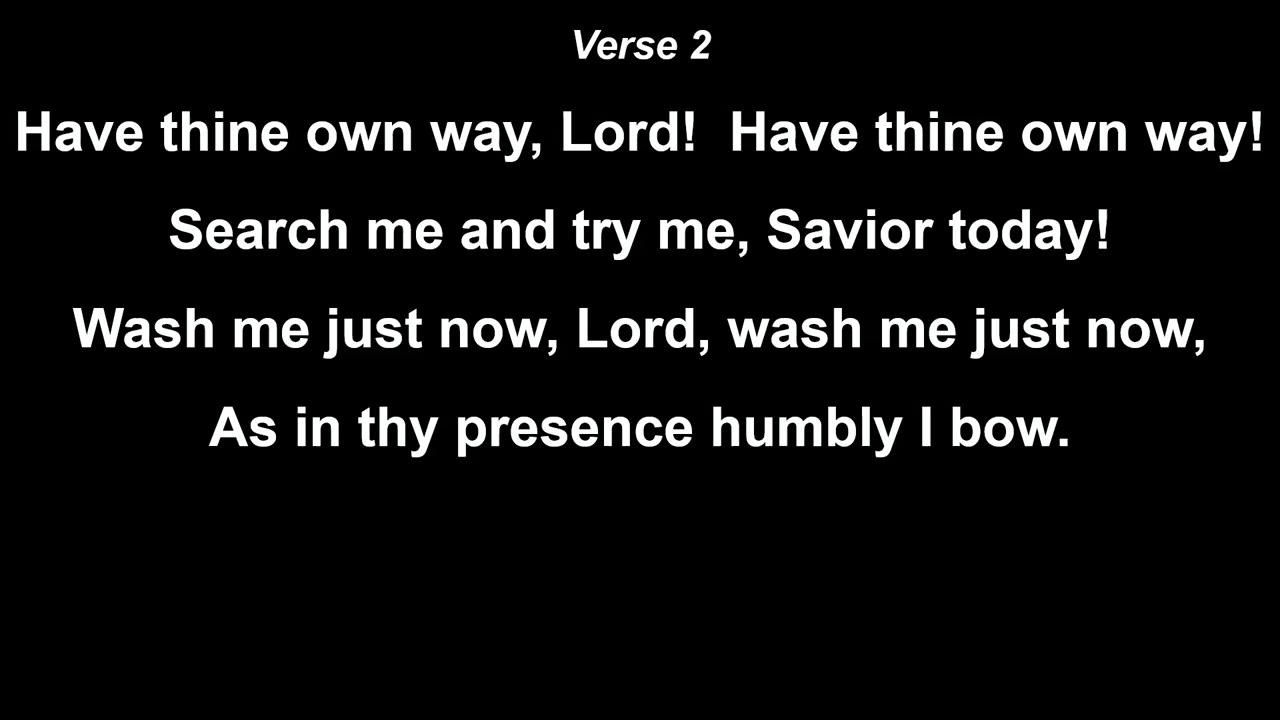 Verse 2
Have thine own way, Lord!  Have thine own way!
Search me and try me, Savior today!
Wash me just now, Lord, wash me just now,
As in thy presence humbly I bow.